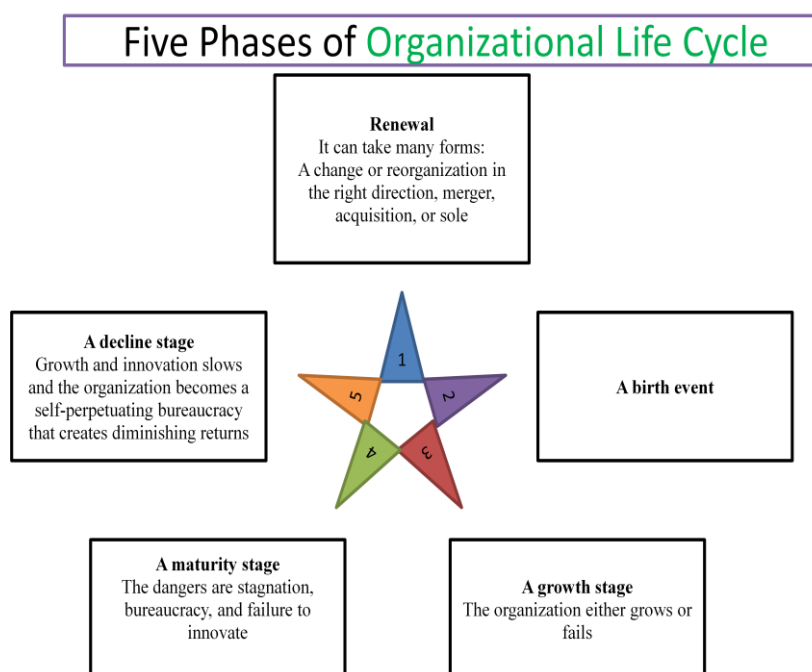 Five Phases of Organizational Life Cycle
Renewal
It can take many forms:
A change or reorganization in
the right direction, merger,
acquisition, or sole
A decline stage
Growth and innovation slows
and the organization becomes a
self-perpetuating bureaucracy
that creates diminishing returns
1
2
3
4
5
A birth event
A maturity stage
The dangers are stagnation,
bureaucracy, and failure to
innovate
A growth stage
The organization either grows or
fails